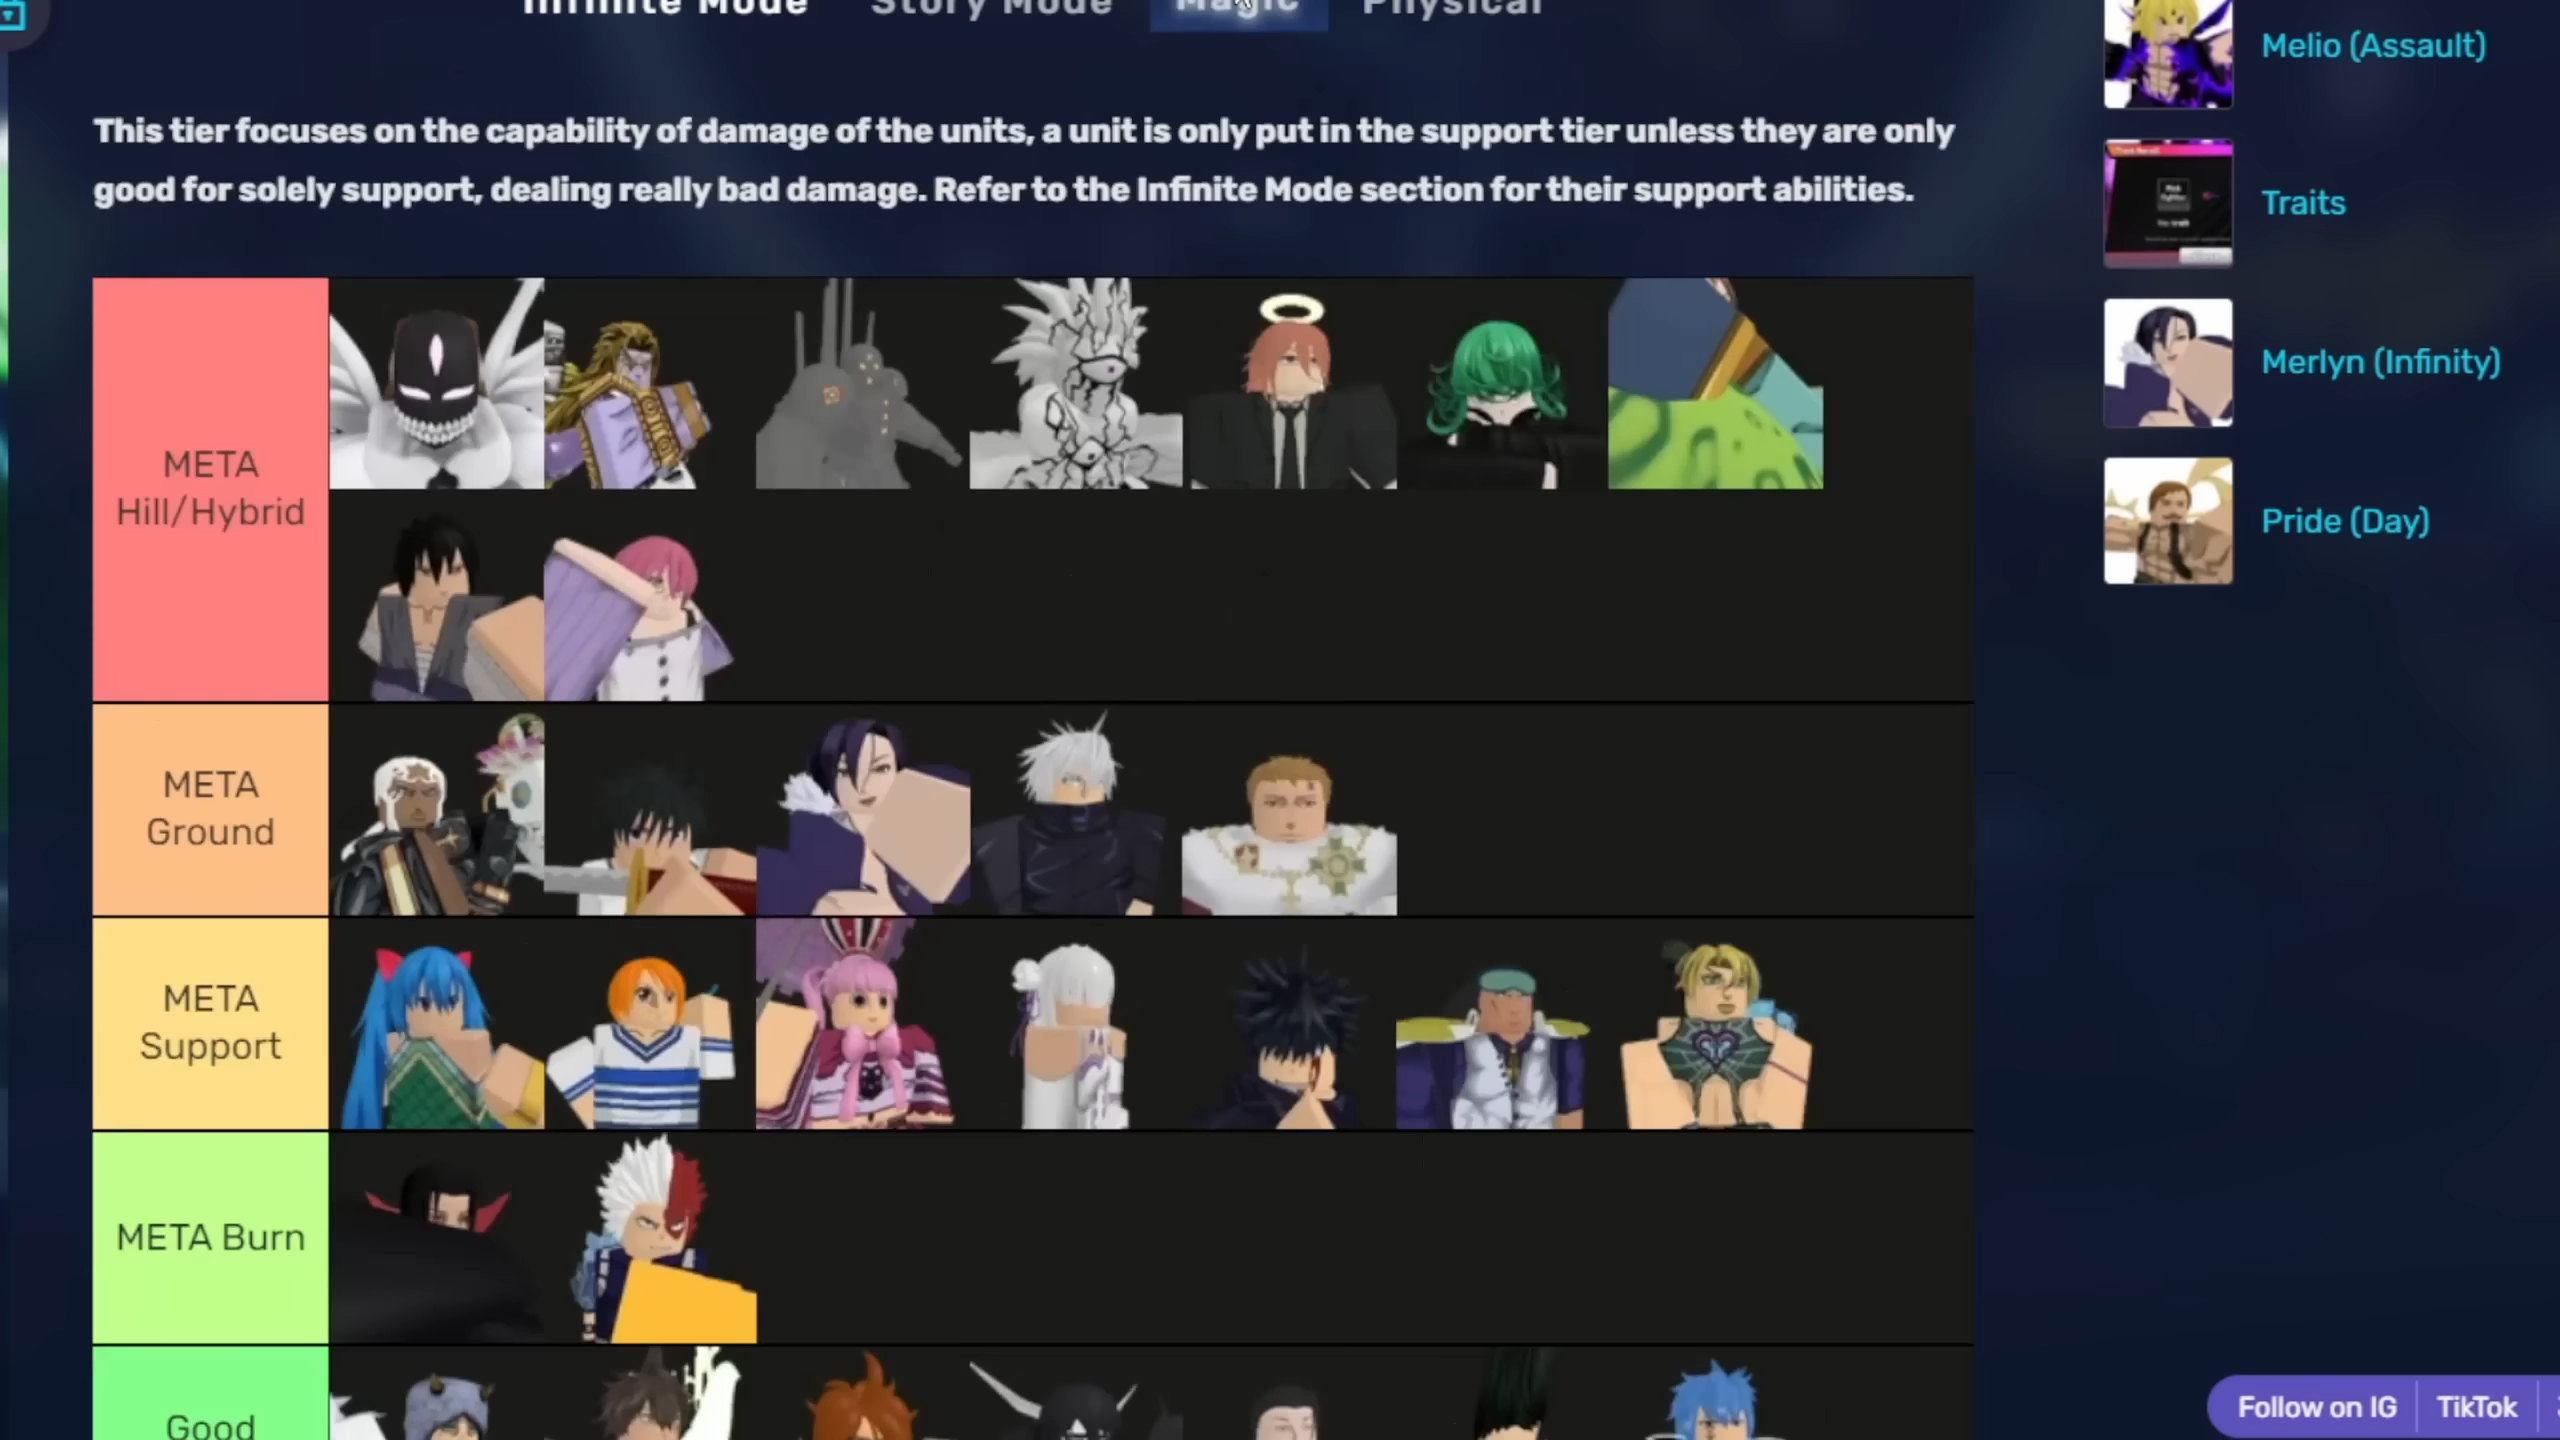 Infinite Mode
Story Mode
Magic
Physical
This tier focuses on the capability of damage of the units, a unit is only put in the support tier unless they are only
good for solely support, dealing really bad damage. Refer to the Infinite Mode section for their support abilities.
META
Hill/Hybrid
META
Ground
META
Support
META Burn
Good
Melio (Assault)
Traits
Merlyn (Infinity)
Pride (Day)
Follow on IG
TikTok